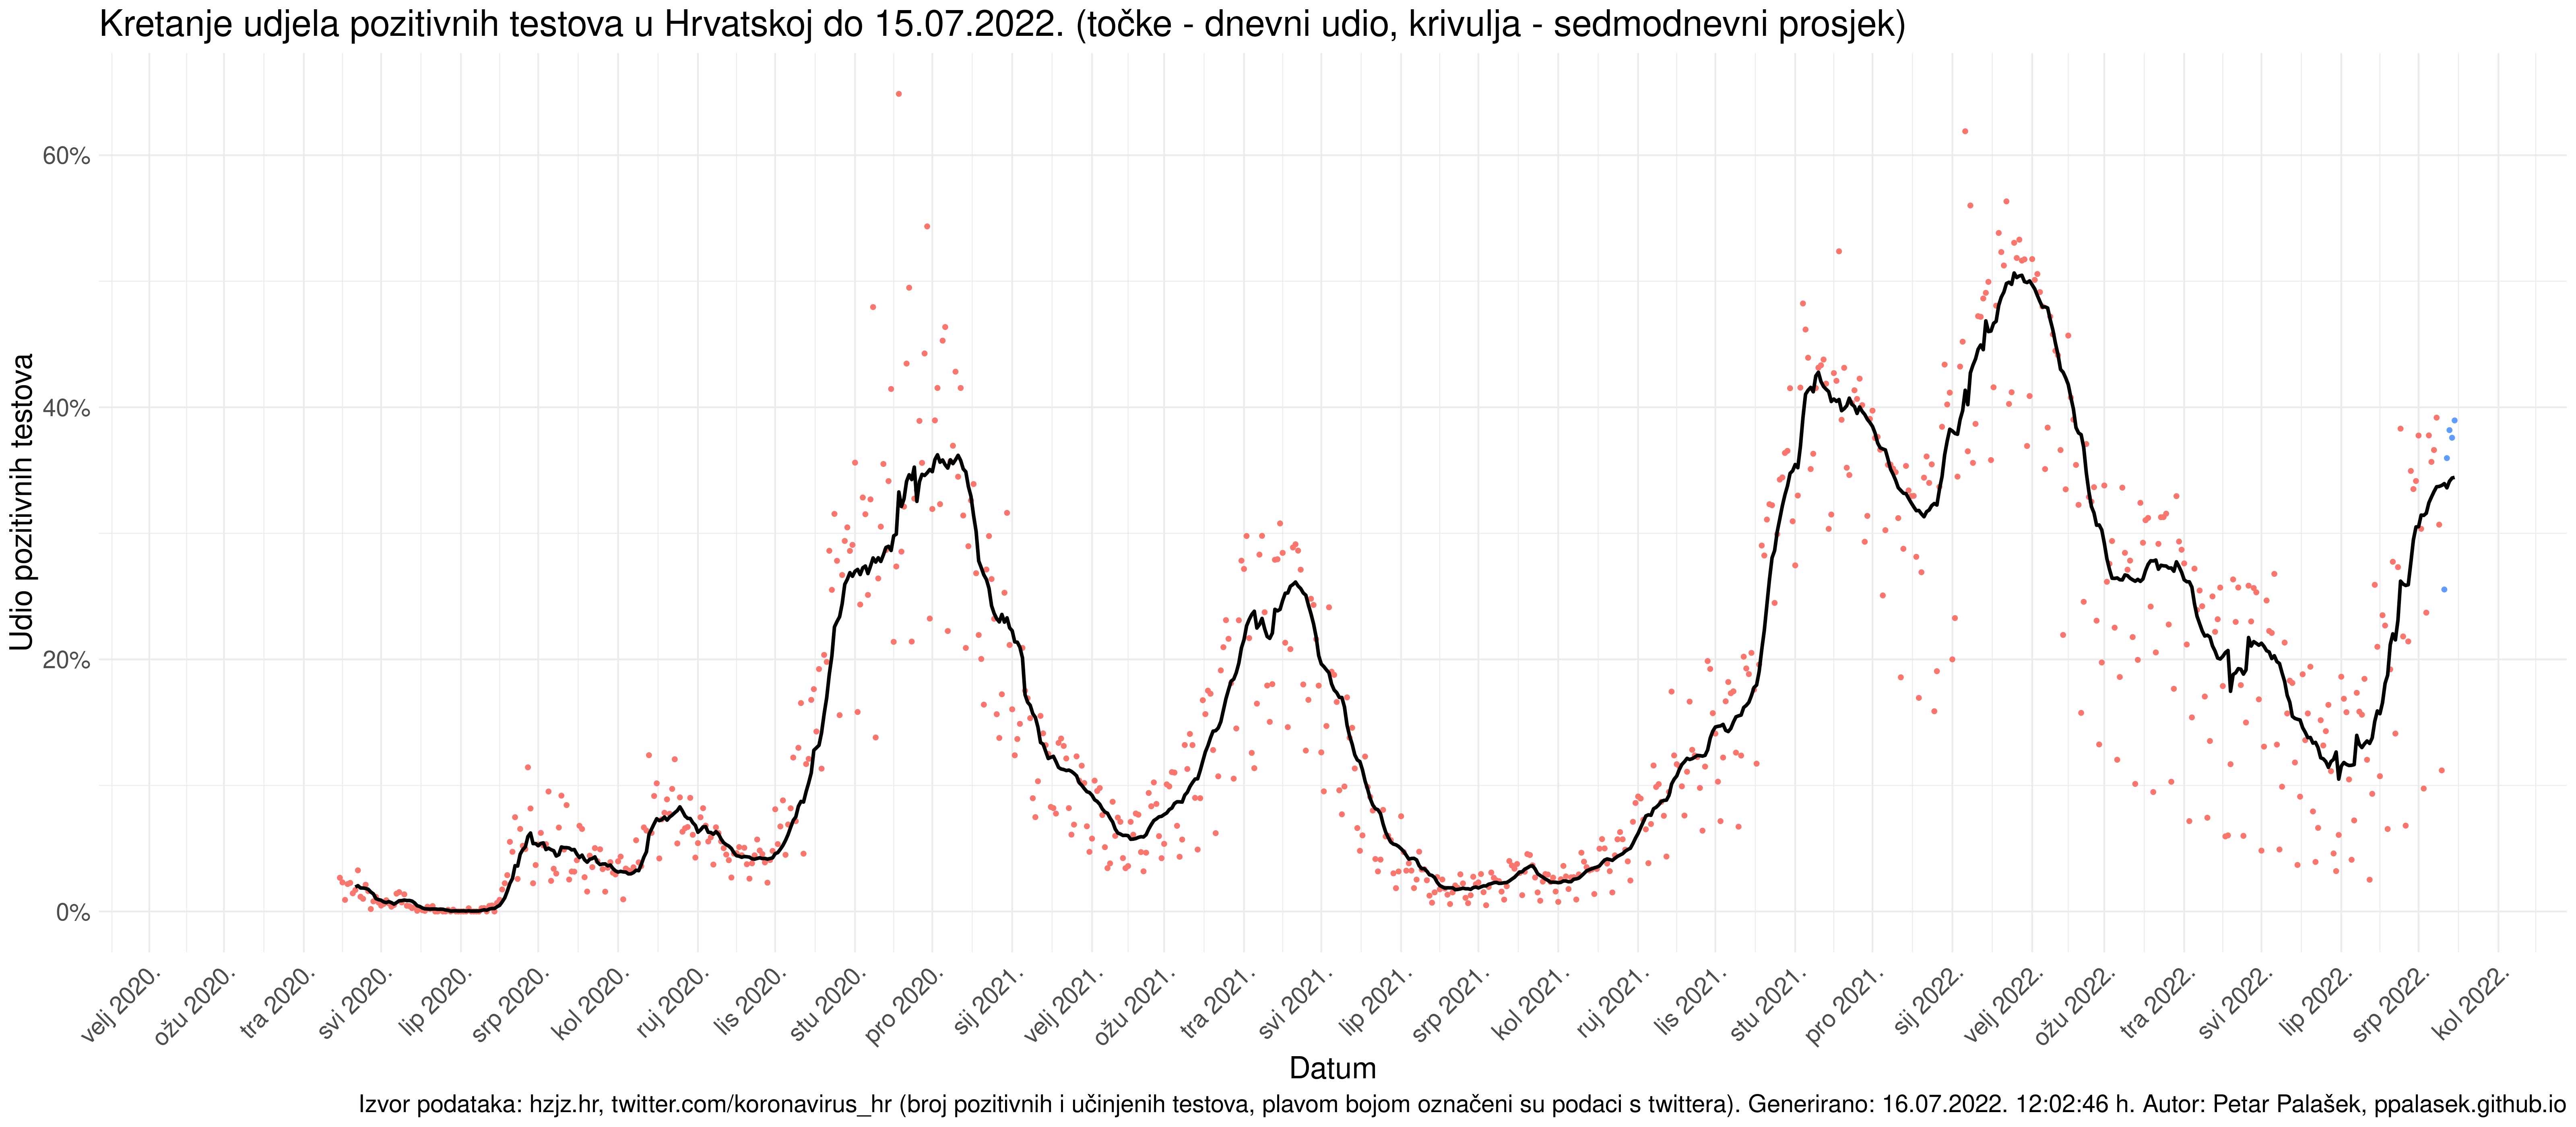 Kretanje udjela pozitivnih testova u Hrvatskoj do 15.07.2022. (točke - dnevni udio, krivulja - sedmodnevni prosjek)
Udio pozitivnih testova
60%
40%
20%
0%
velj 2020.
ožu 2020.
tra 2020.
svi 2020.
lip 2020.
srp 2020.
kol 2020.
ruj 2020.
lis 2020.
stu 2020.
pro 2020.
sij 2021.
velj 2021.
ožu 2021.
tra 2021.
svi 2021.
lip 2021.
srp 2021.
kol 2021.
ruj 2021.
lis 2021.
stu 2021.
pro 2021.
sij 2022.
velj 2022.
ožu 2022.
tra 2022.
svi 2022.
lip 2022.
srp 2022.
kol 2022.
Datum
Izvor podataka: hzjz.hr, twitter.com/koronavirus_hr (broj pozitivnih i učinjenih testova, plavom bojom označeni su podaci s twittera). Generirano: 16.07.2022. 12:02:46 h. Autor: Petar Palašek, ppalasek.github.io